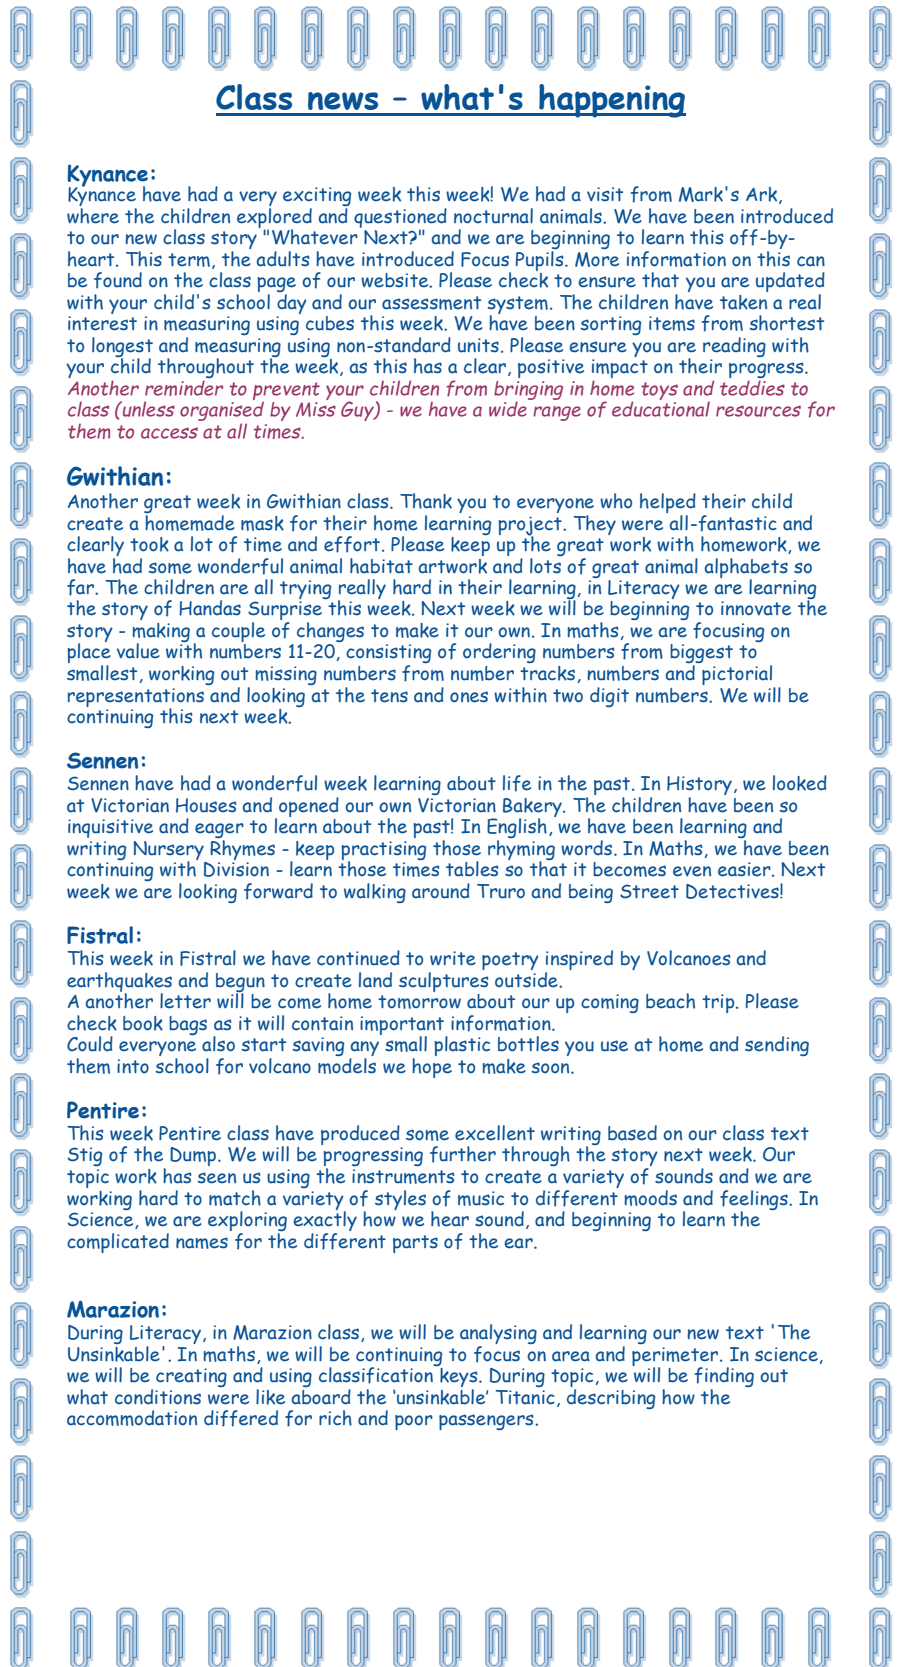 Class news – what's happening
Kynance:
Kynance have had a very exciting week this week! We had a visit from Mark's Ark,
where the children explored and questioned nocturnal animals. We have been introduced
to our new class story "Whatever Next?" and we are beginning to learn this off-by-
heart. This term, the adults have introduced Focus Pupils. More information on this can
be found on the class page of our website. Please check to ensure that you are updated
with your child's school day and our assessment system. The children have taken a real
interest in measuring using cubes this week. We have been sorting items from shortest
to longest and measuring using non-standard units. Please ensure you are reading with
your child throughout the week, as this has a clear, positive impact on their progress.
Another reminder to prevent your children from bringing in home toys and teddies to
class (unless organised by Miss Guy) - we have a wide range of educational resources for
them to access at all times.
Gwithian:
Another great week in Gwithian class. Thank you to everyone who helped their child
create a homemade mask for their home learning project. They were all-fantastic and
clearly took a lot of time and effort. Please keep up the great work with homework, we
have had some wonderful animal habitat artwork and lots of great animal alphabets so
far. The children are all trying really hard in their learning, in Literacy we are learning
the story of Handas Surprise this week. Next week we will be beginning to innovate the
story - making a couple of changes to make it our own. In maths, we are focusing on
place value with numbers 11-20, consisting of ordering numbers from biggest to
smallest, working out missing numbers from number tracks, numbers and pictorial
representations and looking at the tens and ones within two digit numbers. We will be
continuing this next week.
Sennen:
Sennen have had a wonderful week learning about life in the past. In History, we looked
at Victorian Houses and opened our own Victorian Bakery. The children have been so
inquisitive and eager to learn about the past! In English, we have been learning and
writing Nursery Rhymes - keep practising those rhyming words. In Maths, we have been
continuing with Division - learn those times tables so that it becomes even easier. Next
week we are looking forward to walking around Truro and being Street Detectives!
Fistral:
This week in Fistral we have continued to write poetry inspired by Volcanoes and
earthquakes and begun to create land sculptures outside.
A another letter will be come home tomorrow about our up coming beach trip. Please
check book bags as it will contain important information.
Could everyone also start saving any small plastic bottles you use at home and sending
them into school for volcano models we hope to make soon.
Pentire:
This week Pentire class have produced some excellent writing based on our class text
Stig of the Dump. We will be progressing further through the story next week. Our
topic work has seen us using the instruments to create a variety of sounds and we are
working hard to match a variety of styles of music to different moods and feelings. In
Science, we are exploring exactly how we hear sound, and beginning to learn the
complicated names for the different parts of the ear.
Marazion:
During Literacy, in Marazion class, we will be analysing and learning our new text 'The
Unsinkable'. In maths, we will be continuing to focus on area and perimeter. In science,
we will be creating and using classification keys. During topic, we will be finding out
what conditions were like aboard the ‘unsinkable’ Titanic, describing how the
accommodation differed for rich and poor passengers.